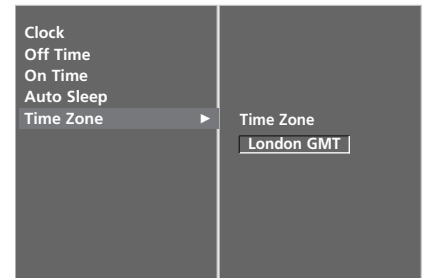 Clock
Off Time
On Time
Auto Sleep
Time Zone ►
Time Zone
London GMT